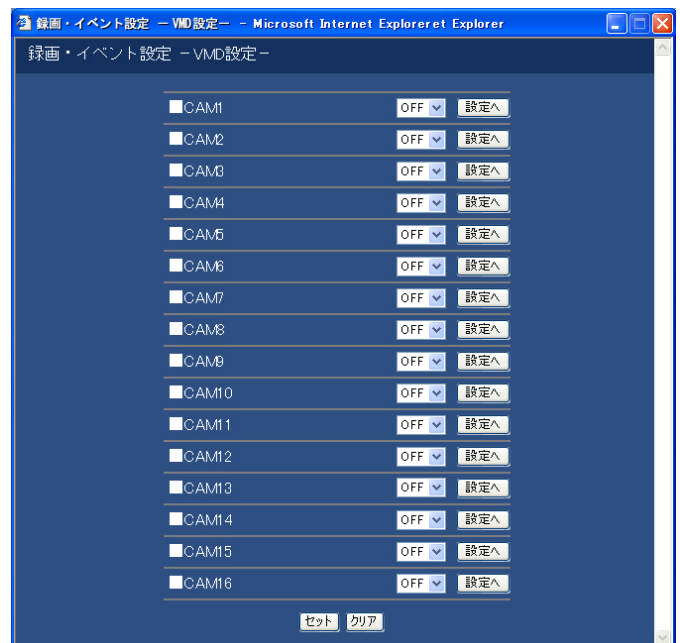 録画・イベント設定 －VMD設定－ - Microsoft Internet Exploreret Explorer
録画・イベント設定 －VMD設定－
■CAM1 OFF 設定へ
■CAM2 OFF 設定へ
■CAM3 OFF 設定へ
■CAM4 OFF 設定へ
■CAM5 OFF 設定へ
■CAM6 OFF 設定へ
■CAM7 OFF 設定へ
■CAM8 OFF 設定へ
■CAM9 OFF 設定へ
■CAM10 OFF 設定へ
■CAM11 OFF 設定へ
■CAM12 OFF 設定へ
■CAM13 OFF 設定へ
■CAM14 OFF 設定へ
■CAM15 OFF 設定へ
■CAM16 OFF 設定へ
セット クリア